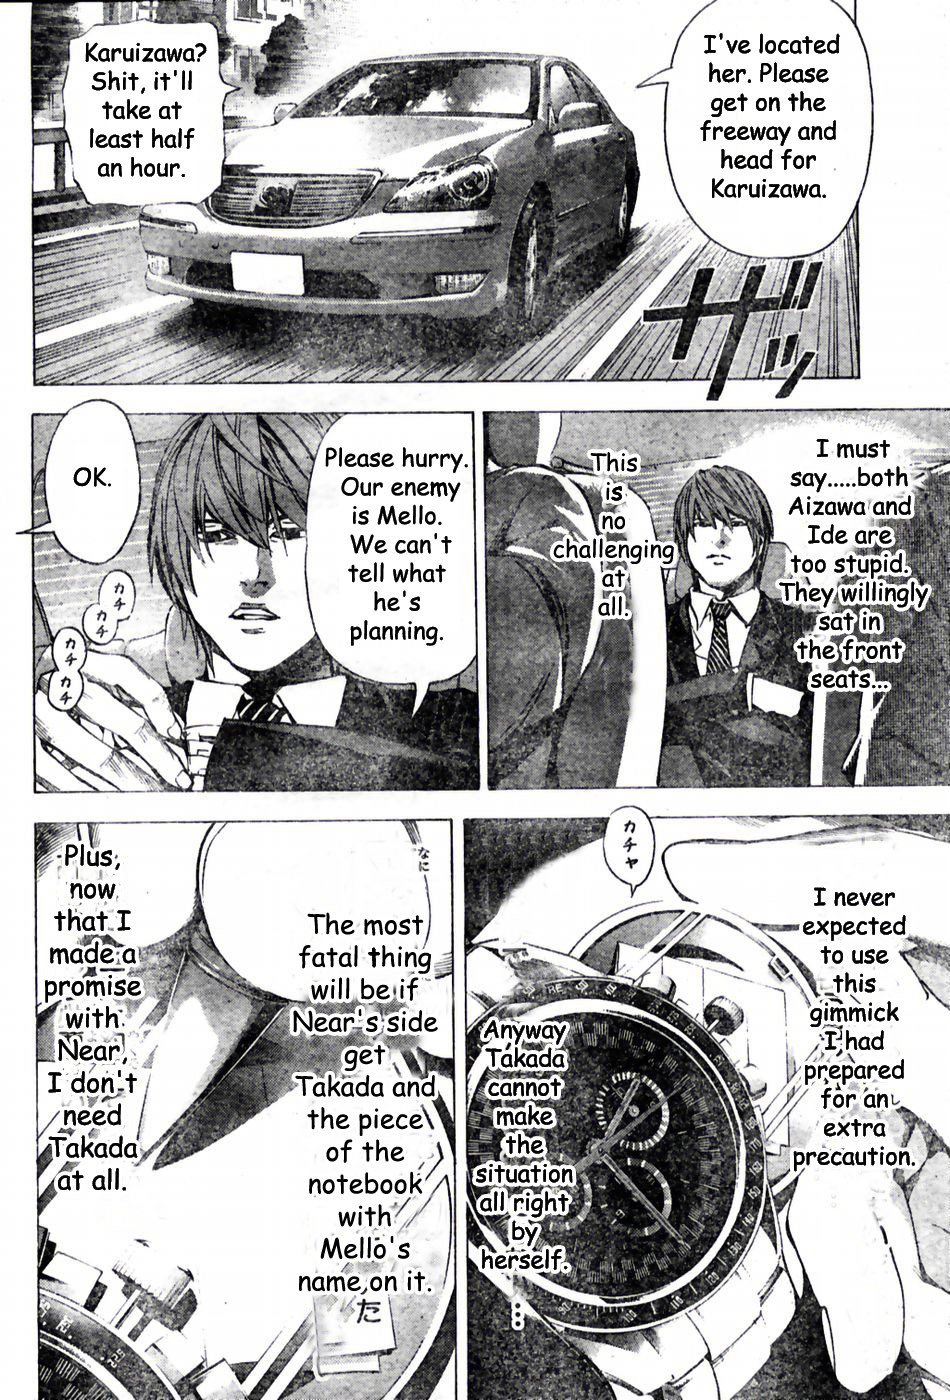 I've located
her. Please
get on the
freeway and
head for
Karuizawa.
Karuizawa?
Shit, it'll
take at
least half
an hour.
ザッ
I must
say.....both
Aizawa and
Ide are
too stupid.
They willingly
sat in
the front
seats...
This
is
no
challenging
at
all.
Please hurry.
Our enemy
is Mello.
We can't
tell what
he's
planning.
OK.
カチ
カチ
カチ
カチ
カチャ
I never
expected
to use
this
gimmick
I had
prepared
for an
extra
precaution.
Anyway
Takada
cannot
make
the
situation
all right
by
herself.
...
なに
The most
fatal thing
will be if
Near's side
get
Takada and
the piece
of the
notebook
with
Mello's
name on it.
た
Plus,
now
that I
made a
promise
with
Near,
I don't
need
Takada
at all.